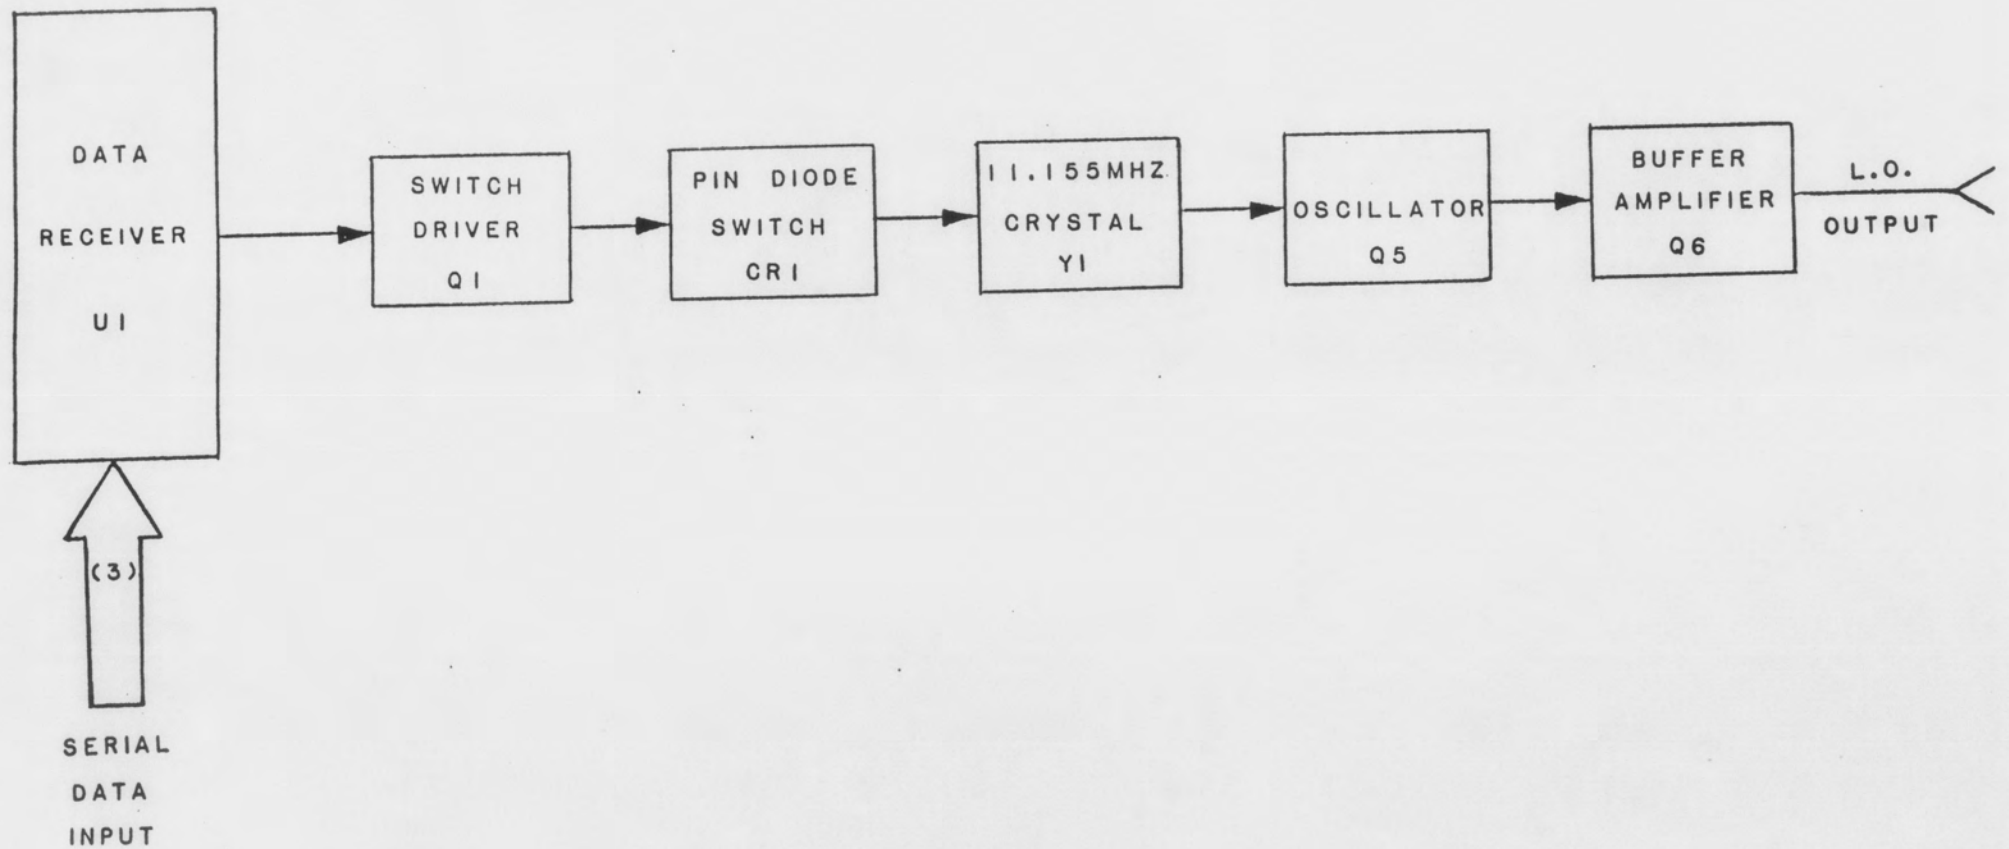 DATA
RECEIVER
U1
SWITCH
DRIVER
Q1
PIN DIODE
SWITCH
CR1
11.155MHZ
CRYSTAL
Y1
OSCILLATOR
Q5
BUFFER
AMPLIFIER
Q6
L.O.
OUTPUT
(3)
SERIAL
DATA
INPUT